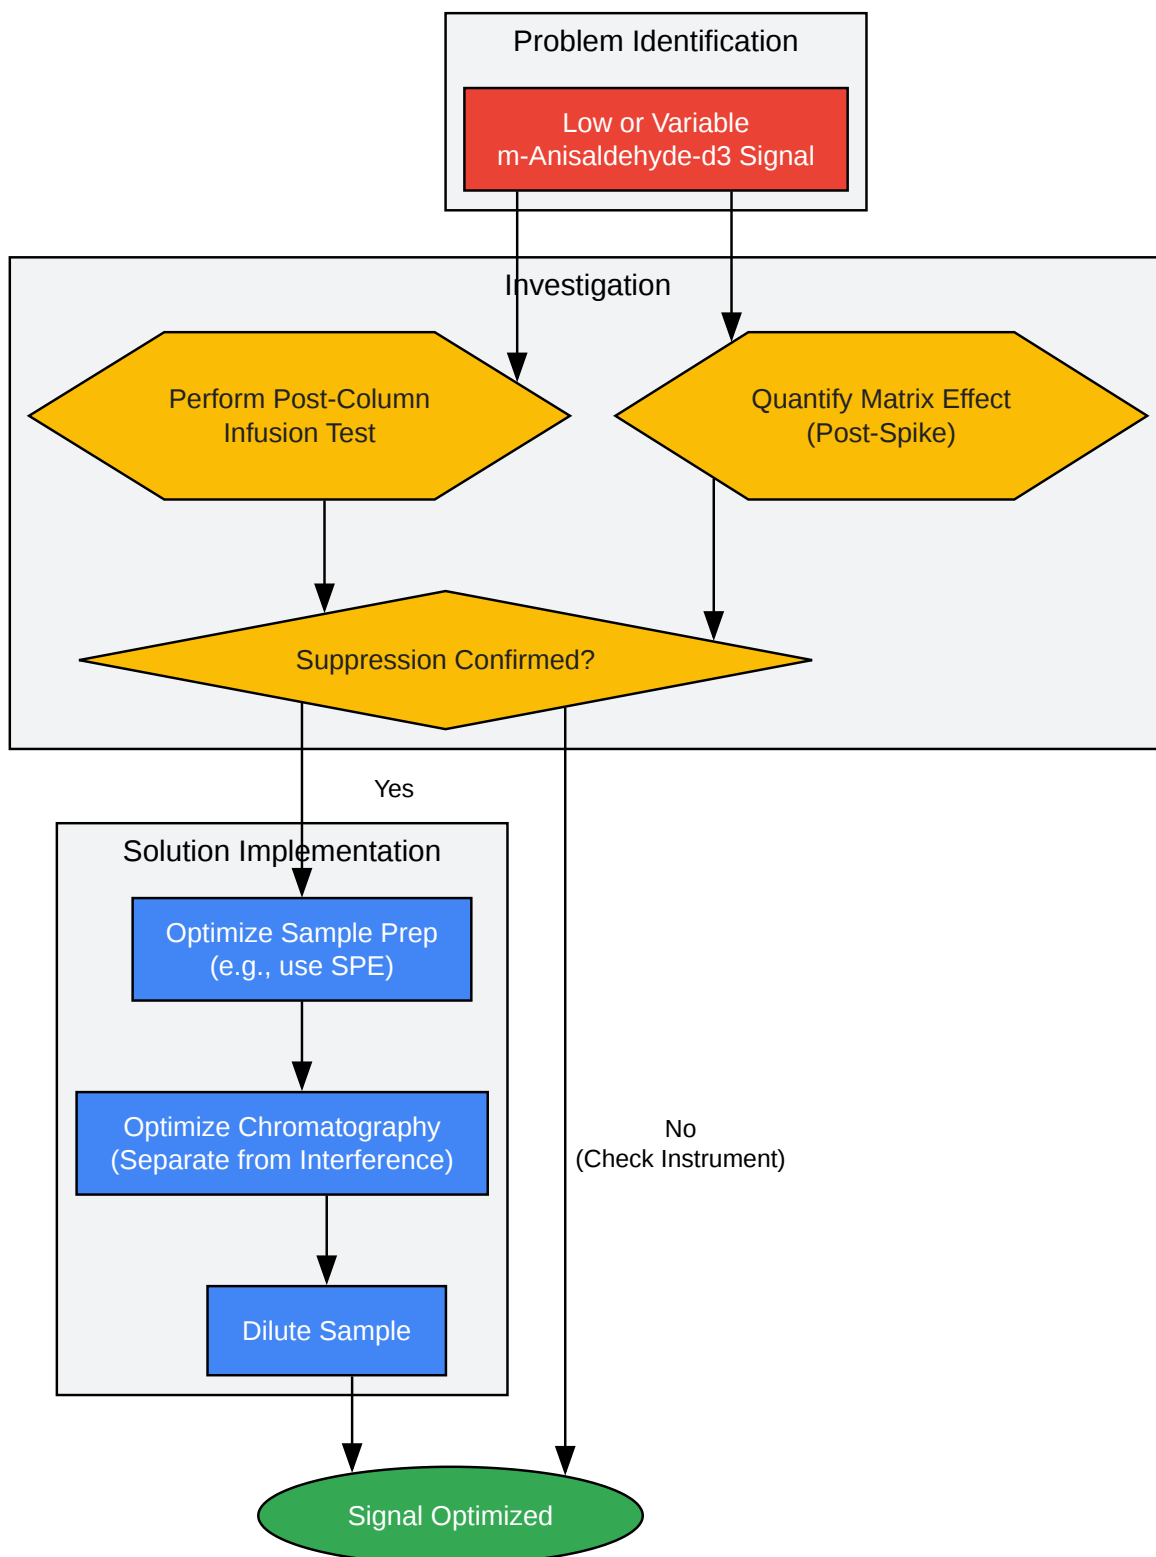 Problem Identification
Low or Variable
m-Anisaldehyde-d3 Signal
Investigation
Perform Post-Column
Infusion Test
Quantify Matrix Effect
(Post-Spike)
Suppression Confirmed?
Yes
Solution Implementation
Optimize Sample Prep
(e.g., use SPE)
Optimize Chromatography
(Separate from Interference)
No
(Check Instrument)
Dilute Sample
Signal Optimized